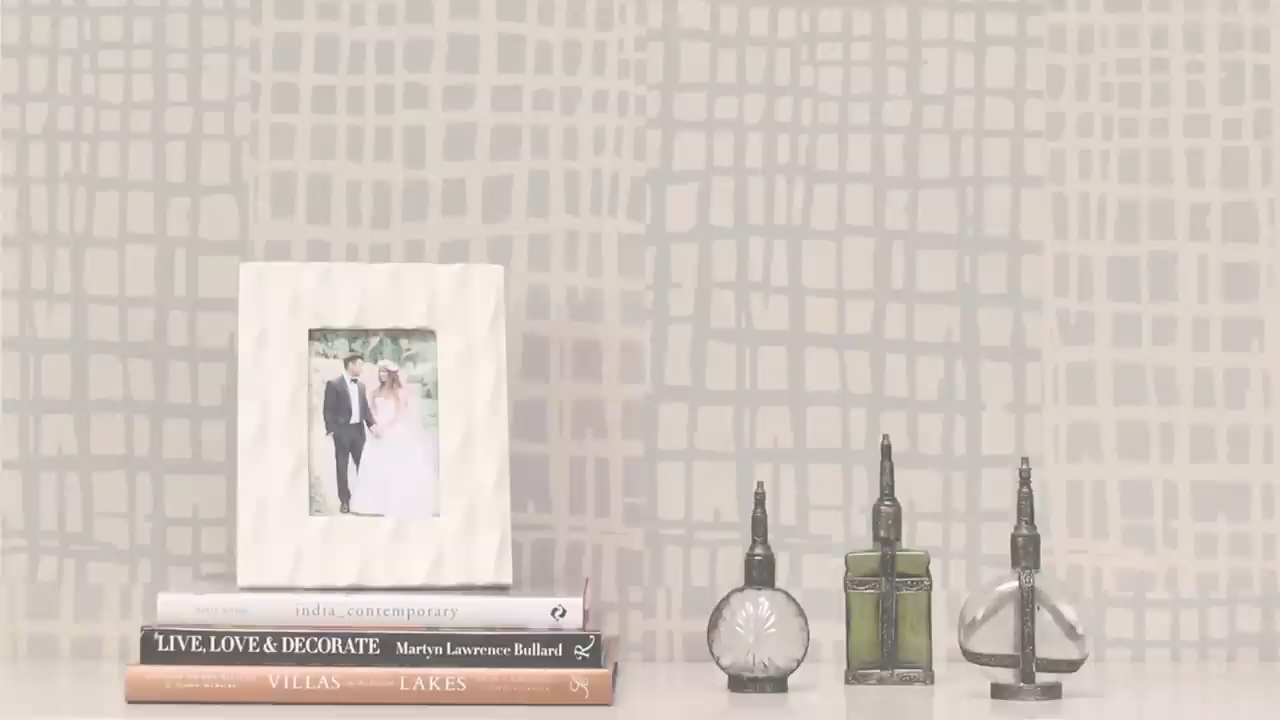 india_contemporary
LIVE, LOVE & DECORATE Martyn Lawrence Bullard
VILLAS LAKES